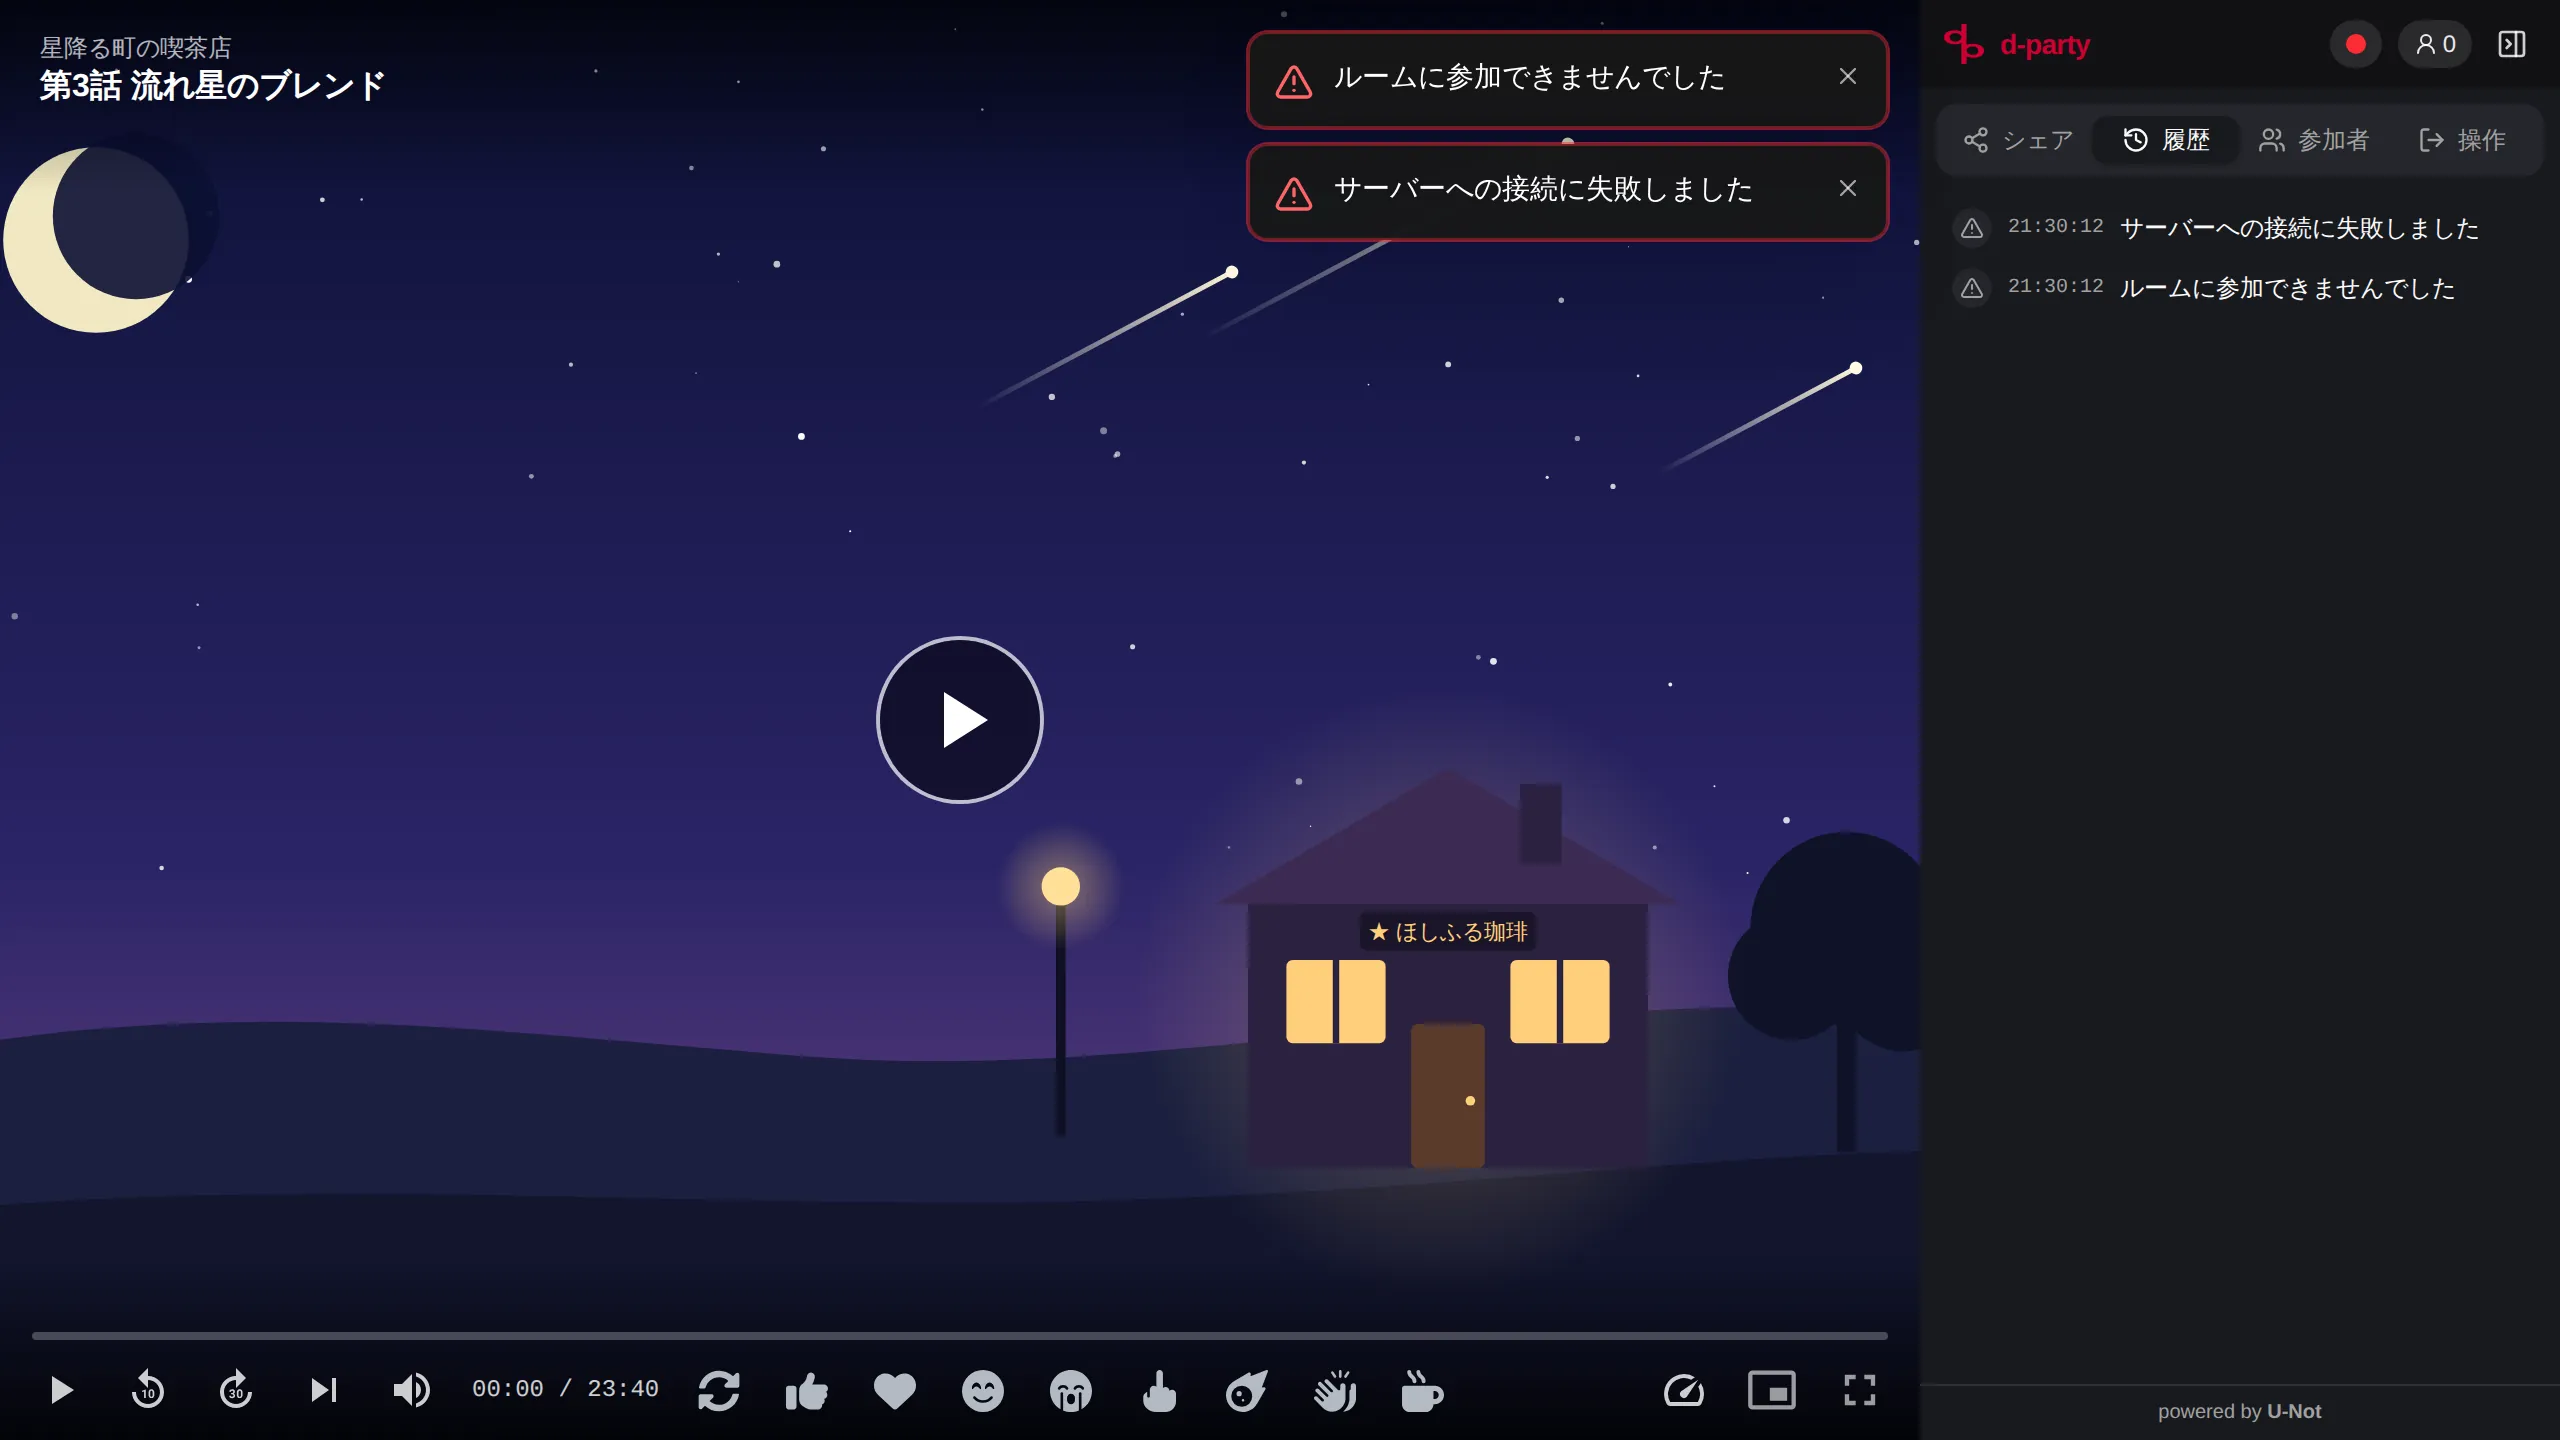 星降る町の喫茶店
第3話 流れ星のブレンド
ルームに参加できませんでした
サーバーへの接続に失敗しました
★ ほしふる珈琲
10
30
00:00 / 23:40
d-party
0
シェア
履歴
参加者
操作
21:30:12 サーバーへの接続に失敗しました
21:30:12 ルームに参加できませんでした
powered by U-Not